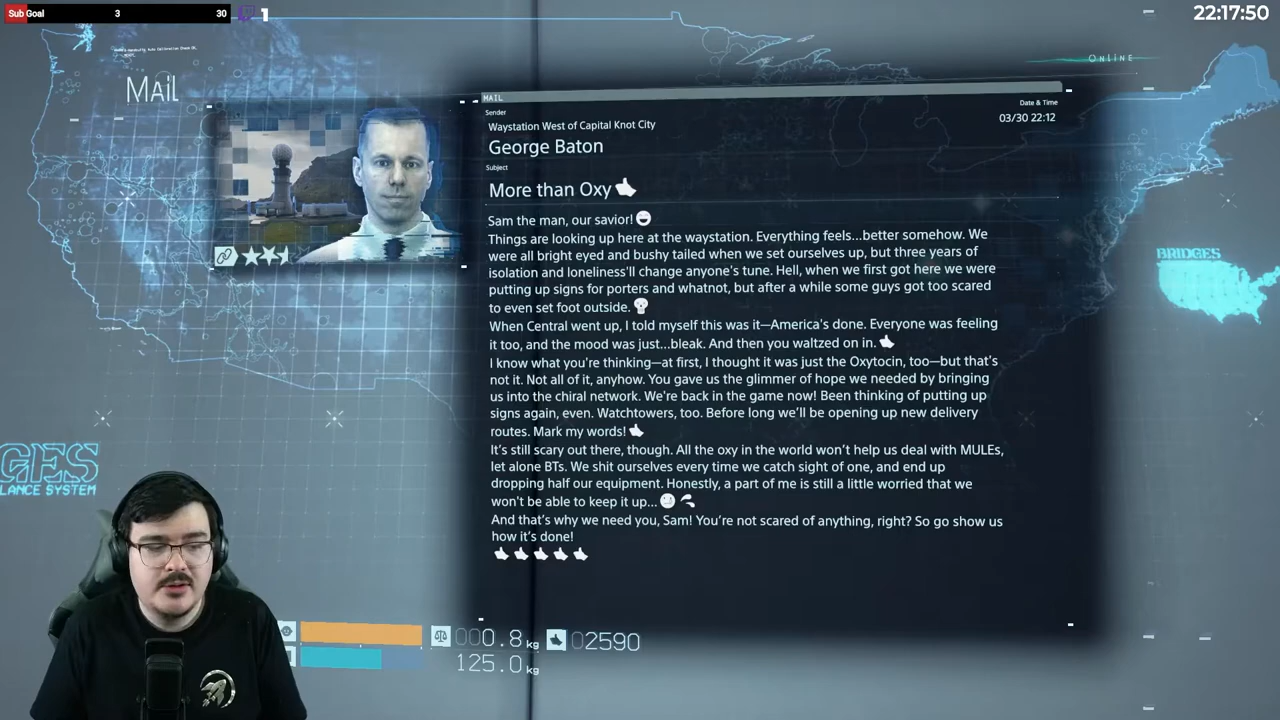 Sub Goal 3 30
1
22:17:50
MAil
ONLiNE
MAIL
Sender
Date & Time
Waystation West of Capital Knot City
03/30 22:12
George Baton
Subject
More than Oxy
Sam the man, our savior!
Things are looking up here at the waystation. Everything feels...better somehow. We
were all bright eyed and bushy tailed when we set ourselves up, but three years of
isolation and loneliness'll change anyone's tune. Hell, when we first got here we were
putting up signs for porters and whatnot, but after a while some guys got too scared
to even set foot outside.
When Central went up, I told myself this was it—America's done. Everyone was feeling
it too, and the mood was just...bleak. And then you waltzed on in.
I know what you're thinking—at first, I thought it was just the Oxytocin, too—but that's
not it. Not all of it, anyhow. You gave us the glimmer of hope we needed by bringing
us into the chiral network. We're back in the game now! Been thinking of putting up
signs again, even. Watchtowers, too. Before long we'll be opening up new delivery
routes. Mark my words!
It's still scary out there, though. All the oxy in the world won't help us deal with MULEs,
let alone BTs. We shit ourselves every time we catch sight of one, and end up
dropping half our equipment. Honestly, a part of me is still a little worried that we
won't be able to keep it up...
And that's why we need you, Sam! You're not scared of anything, right? So go show us
how it's done!
BRIDGES
GES
LANCE SYSTEM
000.8 kg
02590
125.0 kg